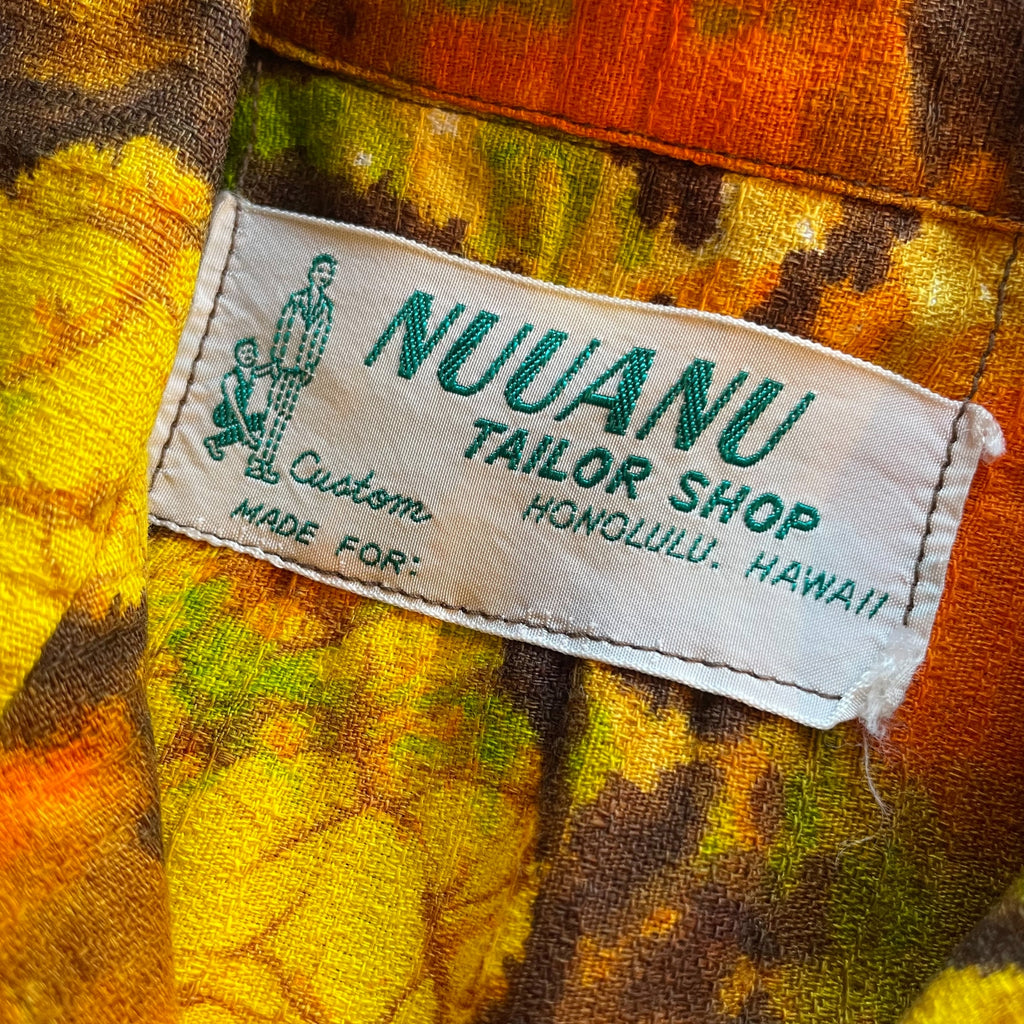 NUUANU
TAILOR SHOP
HONOLULU. HAWAII
Custom
MADE FOR: